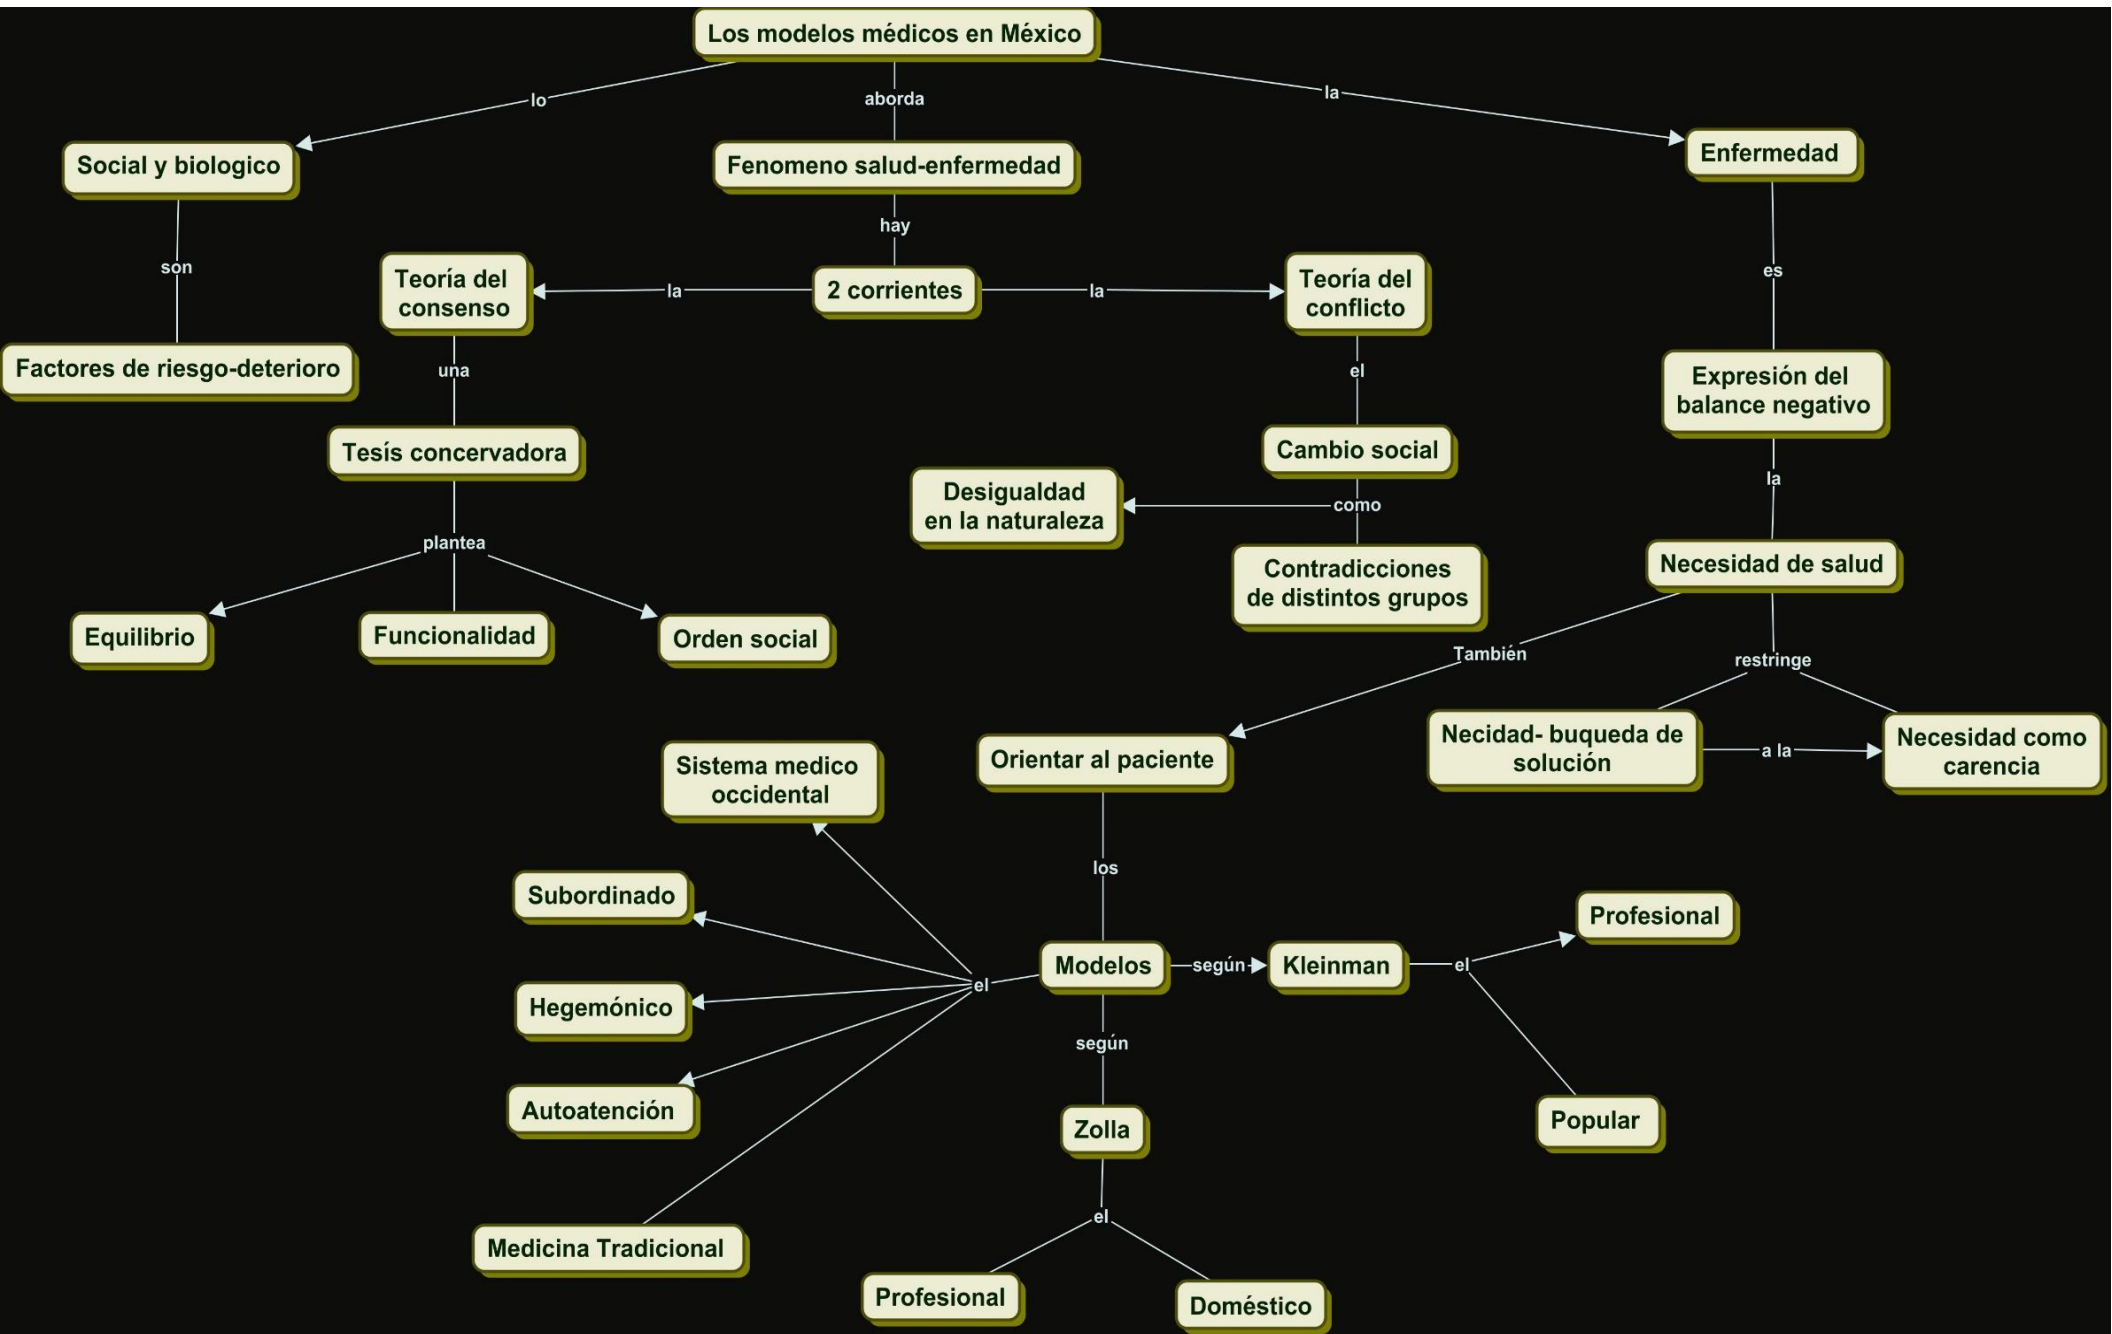 Los modelos médicos en México
lo
aborda
la
Social y biologico
Fenomeno salud-enfermedad
Enfermedad
son
hay
es
Teoría del
consenso
la
2 corrientes
la
Teoría del
conflicto
Factores de riesgo-deterioro
una
el
Expresión del
balance negativo
Tesís concervadora
Cambio social
la
Desigualdad
en la naturaleza
como
plantea
Contradicciones
de distintos grupos
Necesidad de salud
Equilibrio
Funcionalidad
Orden social
También
restringe
Necidad- buqueda de
solución
a la
Necesidad como
carencia
Orientar al paciente
Sistema medico
occidental
los
Subordinado
Profesional
Modelos
según
Kleinman
el
el
Hegemónico
según
Autoatención
Zolla
Popular
el
Medicina Tradicional
Profesional
Doméstico